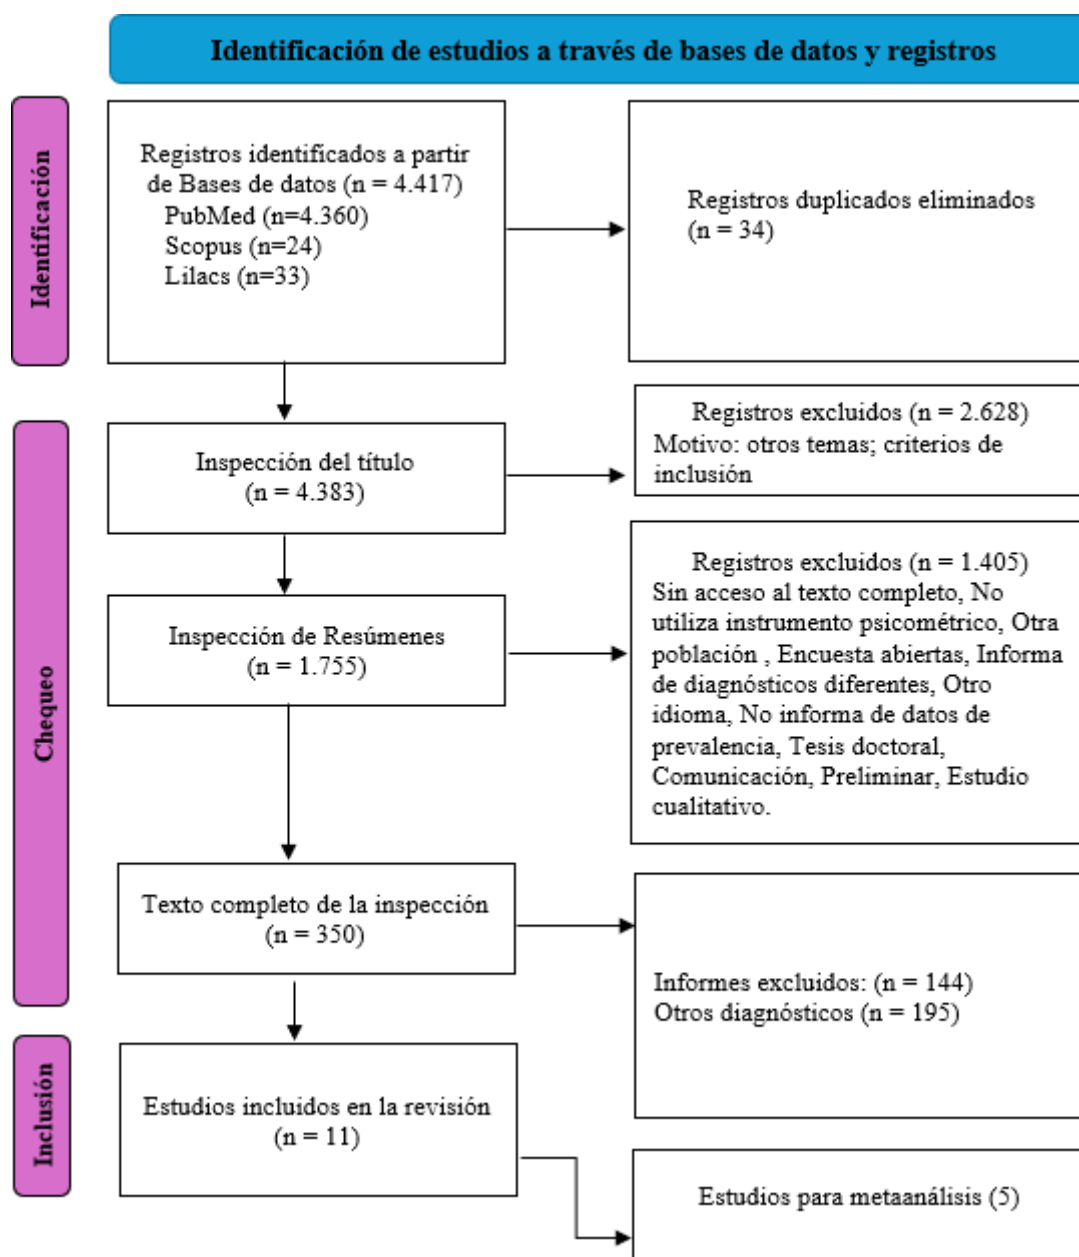 Identificación de estudios a través de bases de datos y registros
Identificación
Registros identificados a partir
de Bases de datos (n = 4.417)
PubMed (n=4.360)
Scopus (n=24)
Lilacs (n=33)
Registros duplicados eliminados
(n = 34)
Chequeo
Inspección del título
(n = 4.383)
Registros excluidos (n = 2.628)
Motivo: otros temas; criterios de
inclusión
Inspección de Resúmenes
(n = 1.755)
Registros excluidos (n = 1.405)
Sin acceso al texto completo, No
utiliza instrumento psicométrico, Otra
población , Encuesta abiertas, Informa
de diagnósticos diferentes, Otro
idioma, No informa de datos de
prevalencia, Tesis doctoral,
Comunicación, Preliminar, Estudio
cualitativo.
Texto completo de la inspección
(n = 350)
Informes excluidos: (n = 144)
Otros diagnósticos (n = 195)
Inclusión
Estudios incluidos en la revisión
(n = 11)
Estudios para metaanálisis (5)